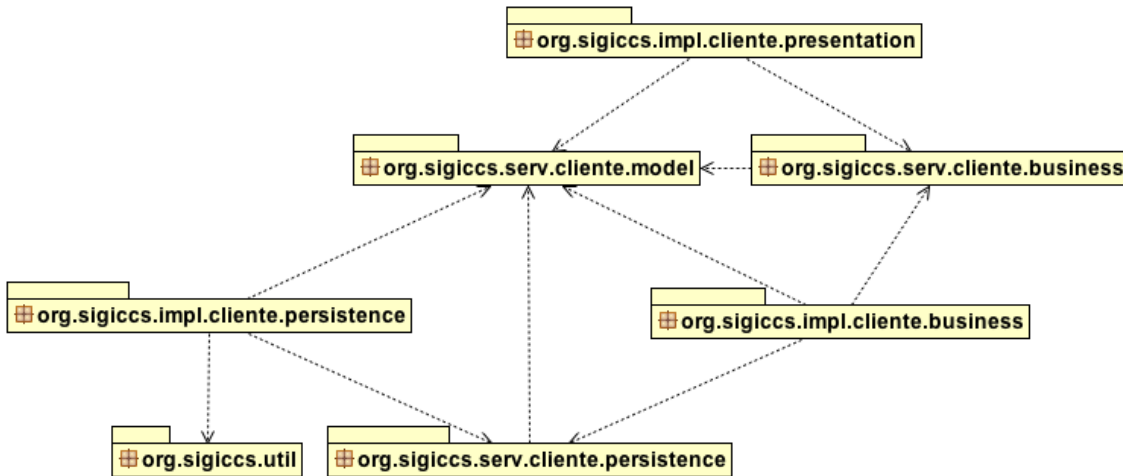 org.sigiccs.impl.cliente.presentation
org.sigiccs.serv.cliente.model
org.sigiccs.serv.cliente.business
org.sigiccs.impl.cliente.persistence
org.sigiccs.impl.cliente.business
org.sigiccs.util
org.sigiccs.serv.cliente.persistence